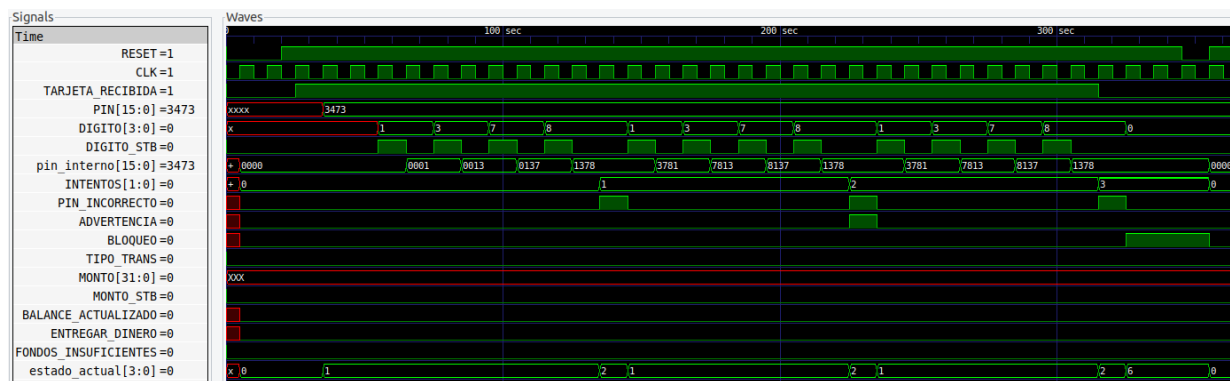 Signals
Waves
Time
0 100 sec 200 sec 300 sec
RESET =1
CLK =1
TARJETA_RECIBIDA =1
PIN[15:0] =3473 xxxx 3473
DIGITO[3:0] =0 x 1 3 7 8 1 3 7 8 1 3 7 8 0
DIGITO_STB =0
pin_interno[15:0] =3473 + 0000 0001 0013 0137 1378 3781 7813 8137 1378 3781 7813 8137 1378 0000
INTENTOS[1:0] =0 + 0 1 2 3 0
PIN_INCORRECTO =0
ADVERTENCIA =0
BLOQUEO =0
TIPO_TRANS =0
MONTO[31:0] =0 XXX
MONTO_STB =0
BALANCE_ACTUALIZADO =0
ENTREGAR_DINERO =0
FONDOS_INSUFICIENTES =0
estado_actual[3:0] =0 x 0 1 2 1 2 1 2 6 0